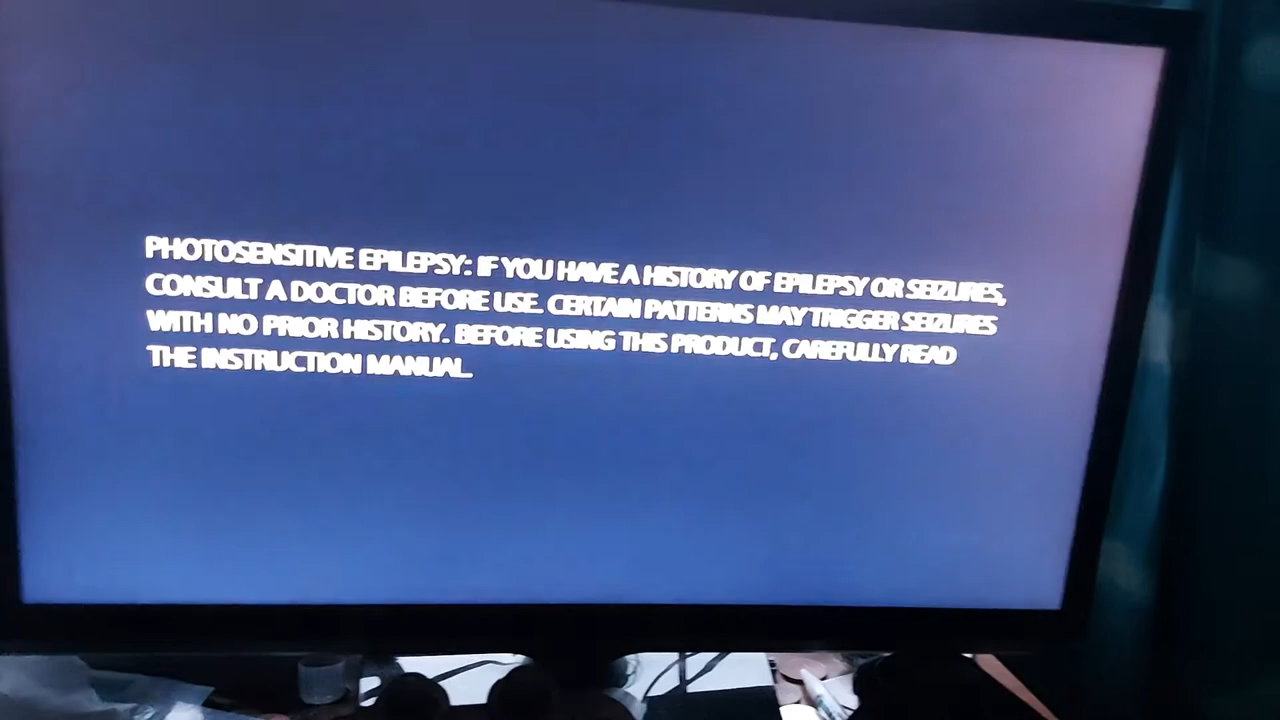 PHOTOSENSITIVE EPILEPSY: IF YOU HAVE A HISTORY OF EPILEPSY OR SEIZURES,
CONSULT A DOCTOR BEFORE USE. CERTAIN PATTERNS MAY TRIGGER SEIZURES
WITH NO PRIOR HISTORY. BEFORE USING THIS PRODUCT, CAREFULLY READ
THE INSTRUCTION MANUAL.